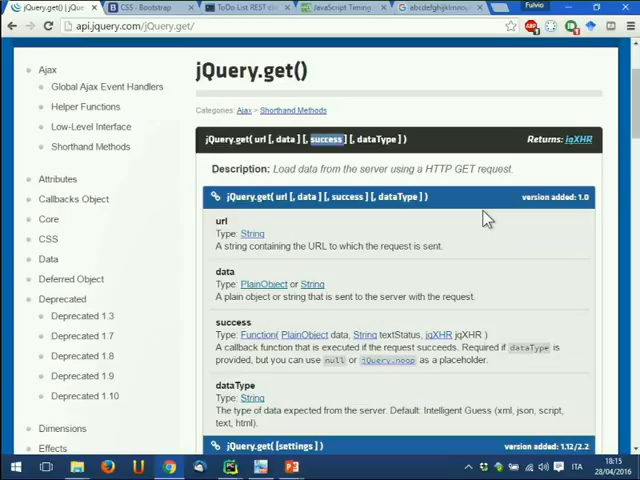 jQuery.get() | jQuery
CSS · Bootstrap
ToDo List REST cli
JavaScript Timing
abcdefghijklmnov
Fulvio
api.jquery.com/jQuery.get/
Ajax
Global Ajax Event Handlers
Helper Functions
Low-Level Interface
Shorthand Methods
Attributes
Callbacks Object
Core
CSS
Data
Deferred Object
Deprecated
Deprecated 1.3
Deprecated 1.7
Deprecated 1.8
Deprecated 1.9
Deprecated 1.10
Dimensions
Effects
jQuery.get()
Categories: Ajax > Shorthand Methods
jQuery.get( url [, data ] [, success ] [, dataType ] )
Returns: jqXHR
Description: Load data from the server using a HTTP GET request.
jQuery.get( url [, data ] [, success ] [, dataType ] )
version added: 1.0
url
Type: String
A string containing the URL to which the request is sent.
data
Type: PlainObject or String
A plain object or string that is sent to the server with the request.
success
Type: Function( PlainObject data, String textStatus, jqXHR jqXHR )
A callback function that is executed if the request succeeds. Required if dataType is
provided, but you can use null or jQuery.noop as a placeholder.
dataType
Type: String
The type of data expected from the server. Default: Intelligent Guess (xml, json, script,
text, html).
jQuery.get( [settings ] )
version added: 1.12/2.2
ITA
18:15
28/04/2016